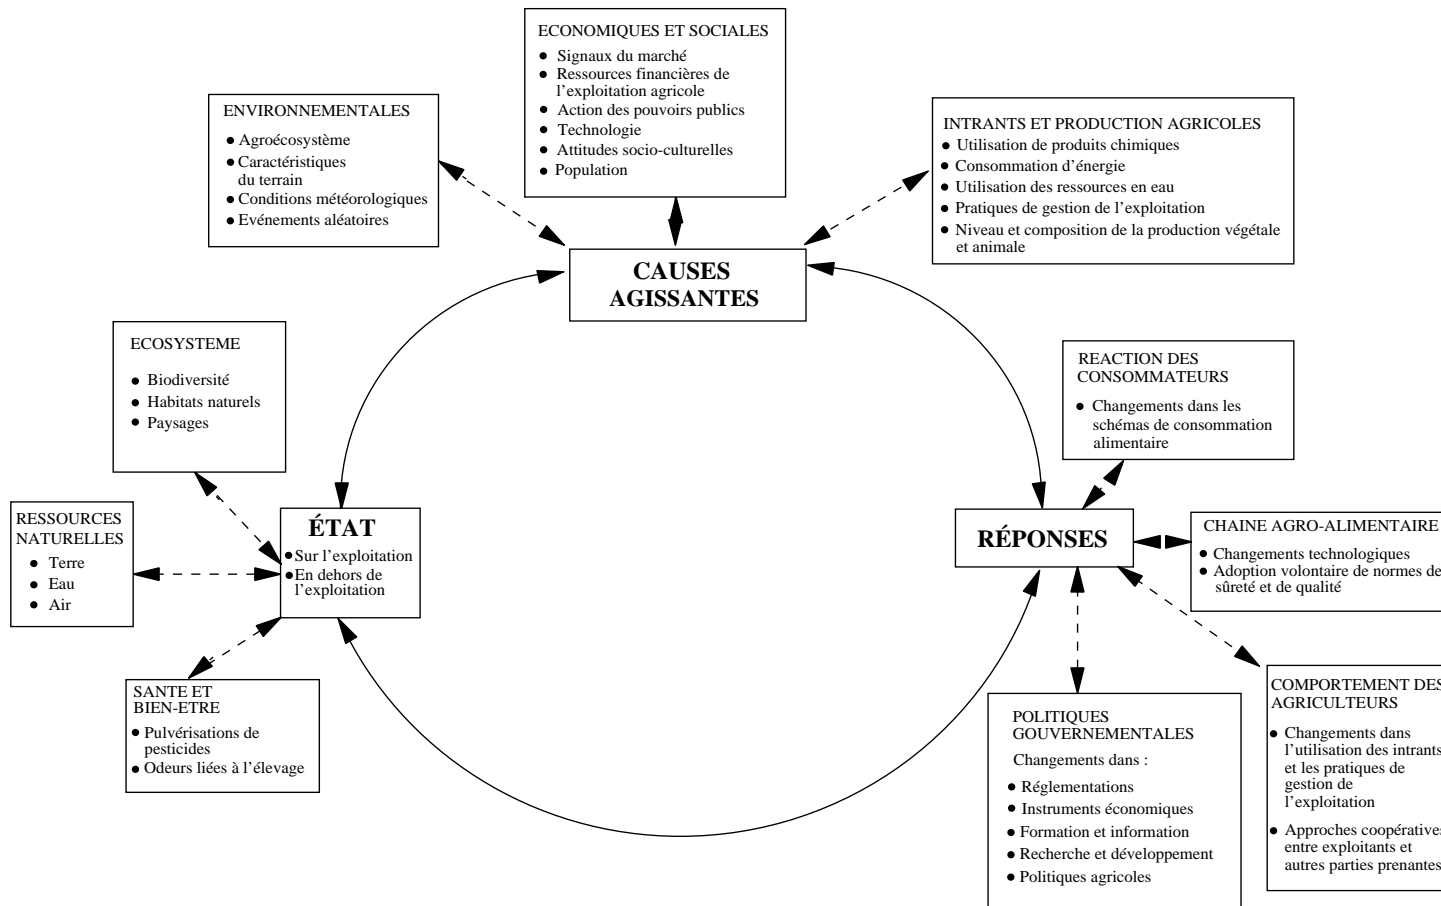 ECONOMIQUES ET SOCIALES
● Signaux du marché
● Ressources financières de
l’exploitation agricole
● Action des pouvoirs publics
● Technologie
● Attitudes socio-culturelles
● Population
ENVIRONNEMENTALES
● Agroécosystème
● Caractéristiques
du terrain
● Conditions météorologiques
● Evénements aléatoires
INTRANTS ET PRODUCTION AGRICOLES
● Utilisation de produits chimiques
● Consommation d’énergie
● Utilisation des ressources en eau
● Pratiques de gestion de l’exploitation
● Niveau et composition de la production végétale
et animale
CAUSES
AGISSANTES
ECOSYSTEME
● Biodiversité
● Habitats naturels
● Paysages
REACTION DES
CONSOMMATEURS
● Changements dans les
schémas de consommation
alimentaire
RESSOURCES
NATURELLES
● Terre
● Eau
● Air
ÉTAT
● Sur l’exploitation
● En dehors de
l’exploitation
RÉPONSES
CHAINE AGRO-ALIMENTAIRE
● Changements technologiques
● Adoption volontaire de normes de
sûreté et de qualité
SANTE ET
BIEN-ETRE
● Pulvérisations de
pesticides
● Odeurs liées à l’élevage
POLITIQUES
GOUVERNEMENTALES
Changements dans :
● Réglementations
● Instruments économiques
● Formation et information
● Recherche et développement
● Politiques agricoles
COMPORTEMENT DES
AGRICULTEURS
● Changements dans
l’utilisation des intrants
et les pratiques de
gestion de
l’exploitation
● Approches coopératives
entre exploitants et
autres parties prenantes